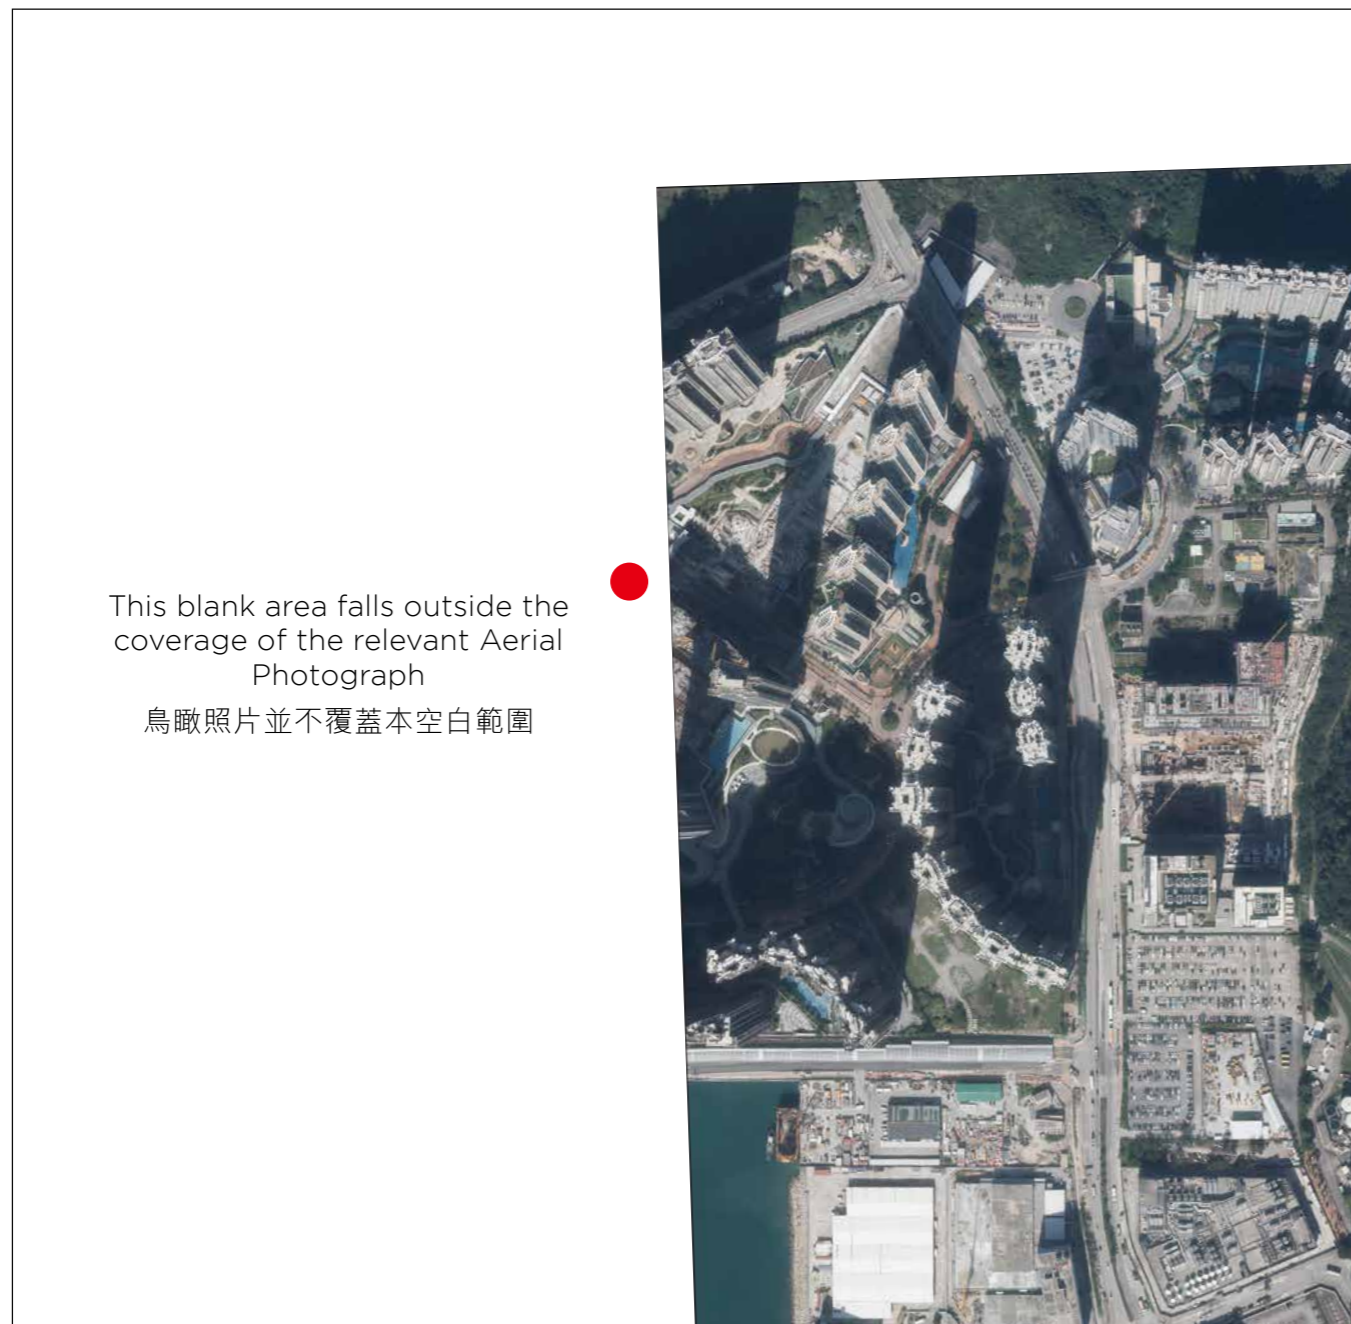 This blank area falls outside the
coverage of the relevant Aerial
Photograph
鳥瞰照片並不覆蓋本空白範圍